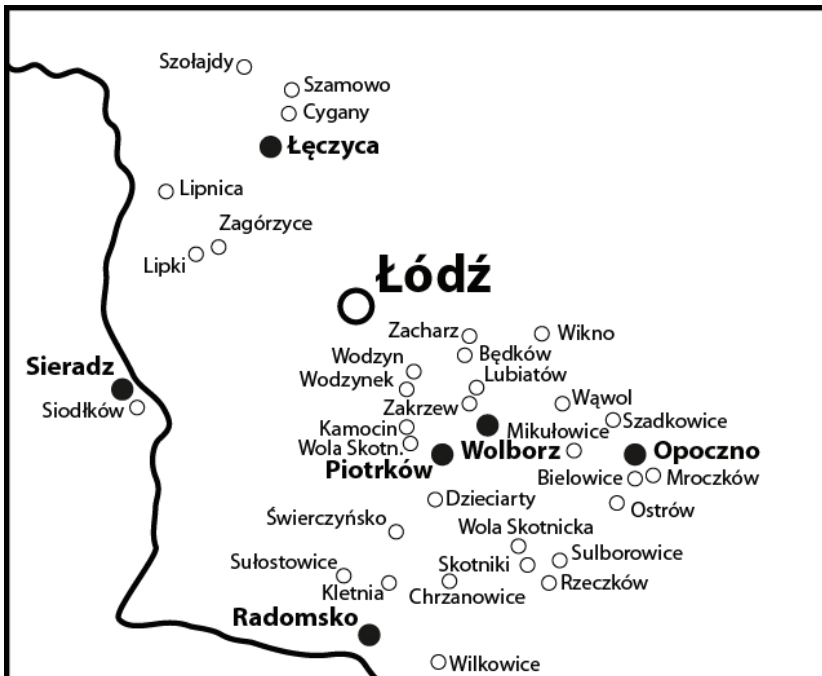 Szołajdy
Szamowo
Cygany
Łęczyca
Lipnica
Zagórzyce
Lipki
Łódź
Zacharz
Wikno
Będków
Wodzyn
Lubiatów
Wodzynek
Sieradz
Siodłków
Zakrzew
Wąwol
Szadkowice
Kamocin
Mikułowice
Wola Skotn.
Wolborz
Opoczno
Piotrków
Bielowice
Mroczków
Dzieciarty
Ostrów
Świerczyńsko
Wola Skotnicka
Sulborowice
Sułostowice
Skotniki
Kletnia
Chrzanowice
Rzeczków
Radomsko
Wilkowice